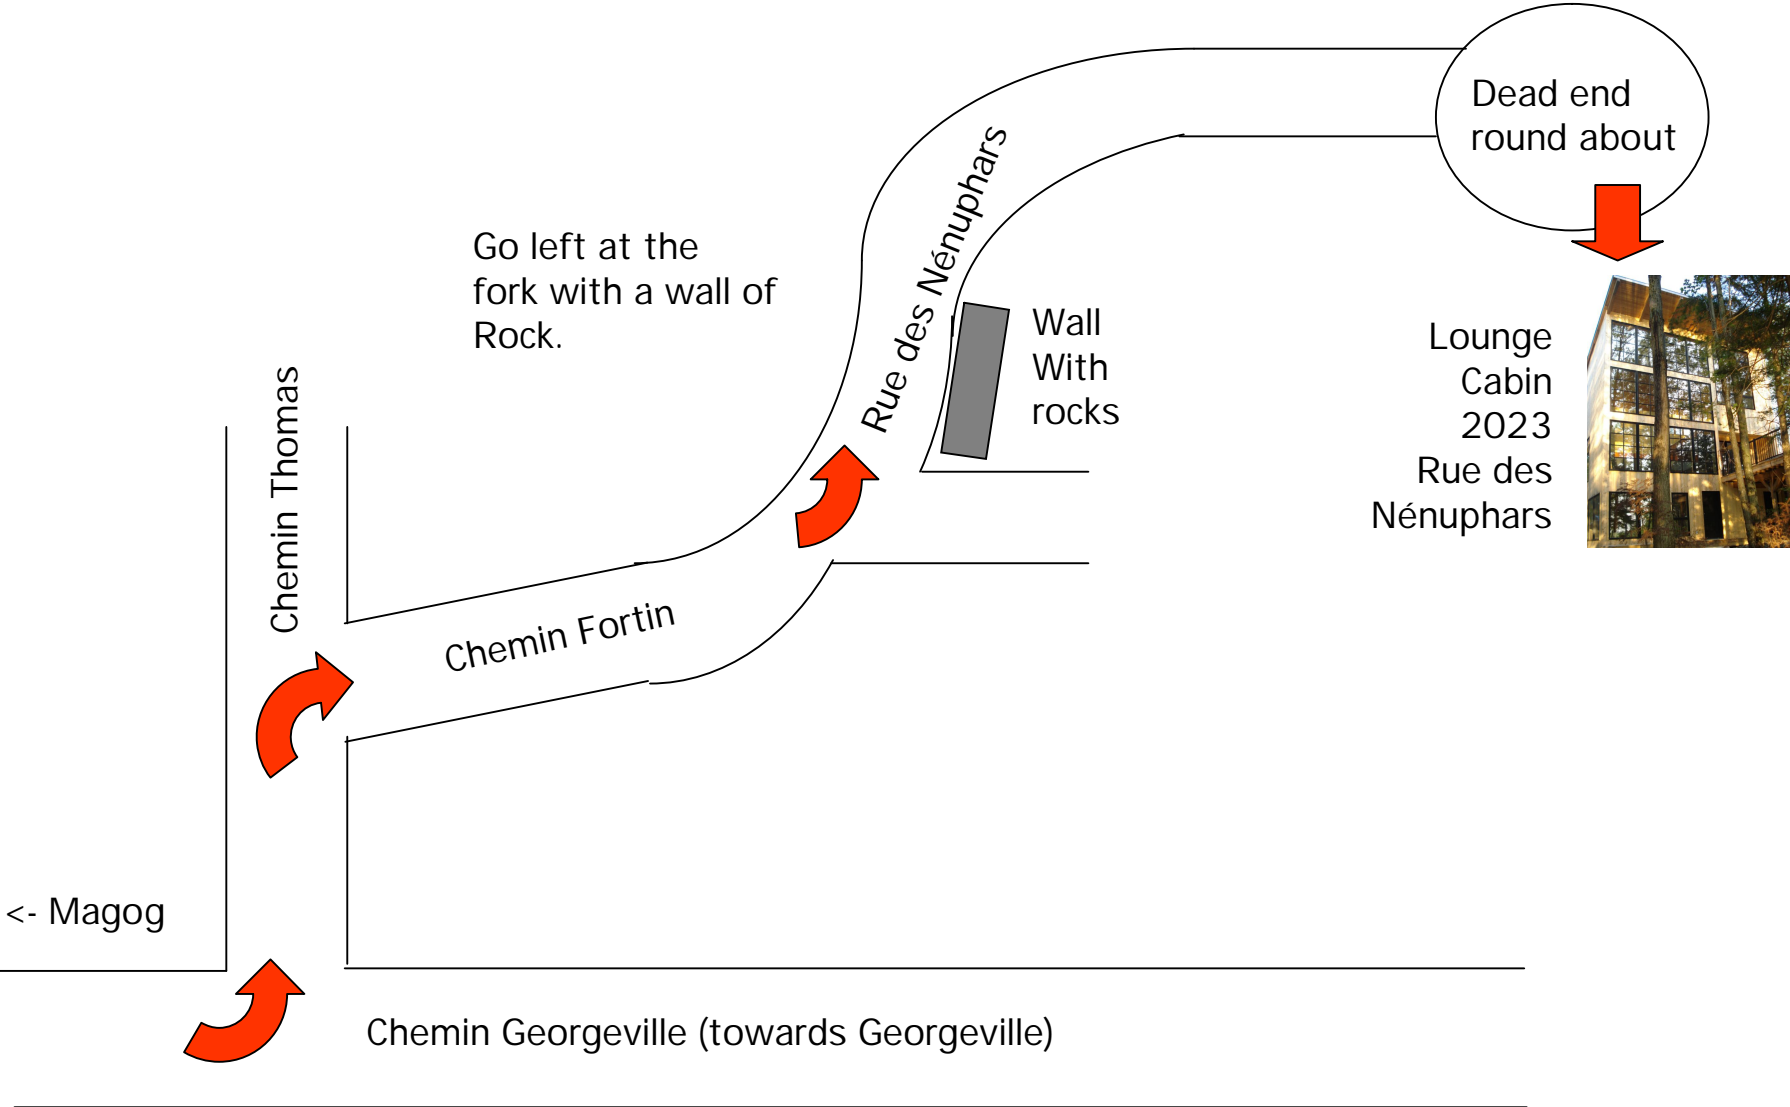 Dead end
round about
Rue des Nénuphars
Go left at the
fork with a wall of
Rock.
Wall
With
rocks
Lounge
Cabin
2023
Rue des
Nénuphars
Chemin Thomas
Chemin Fortin
<- Magog
Chemin Georgeville (towards Georgeville)